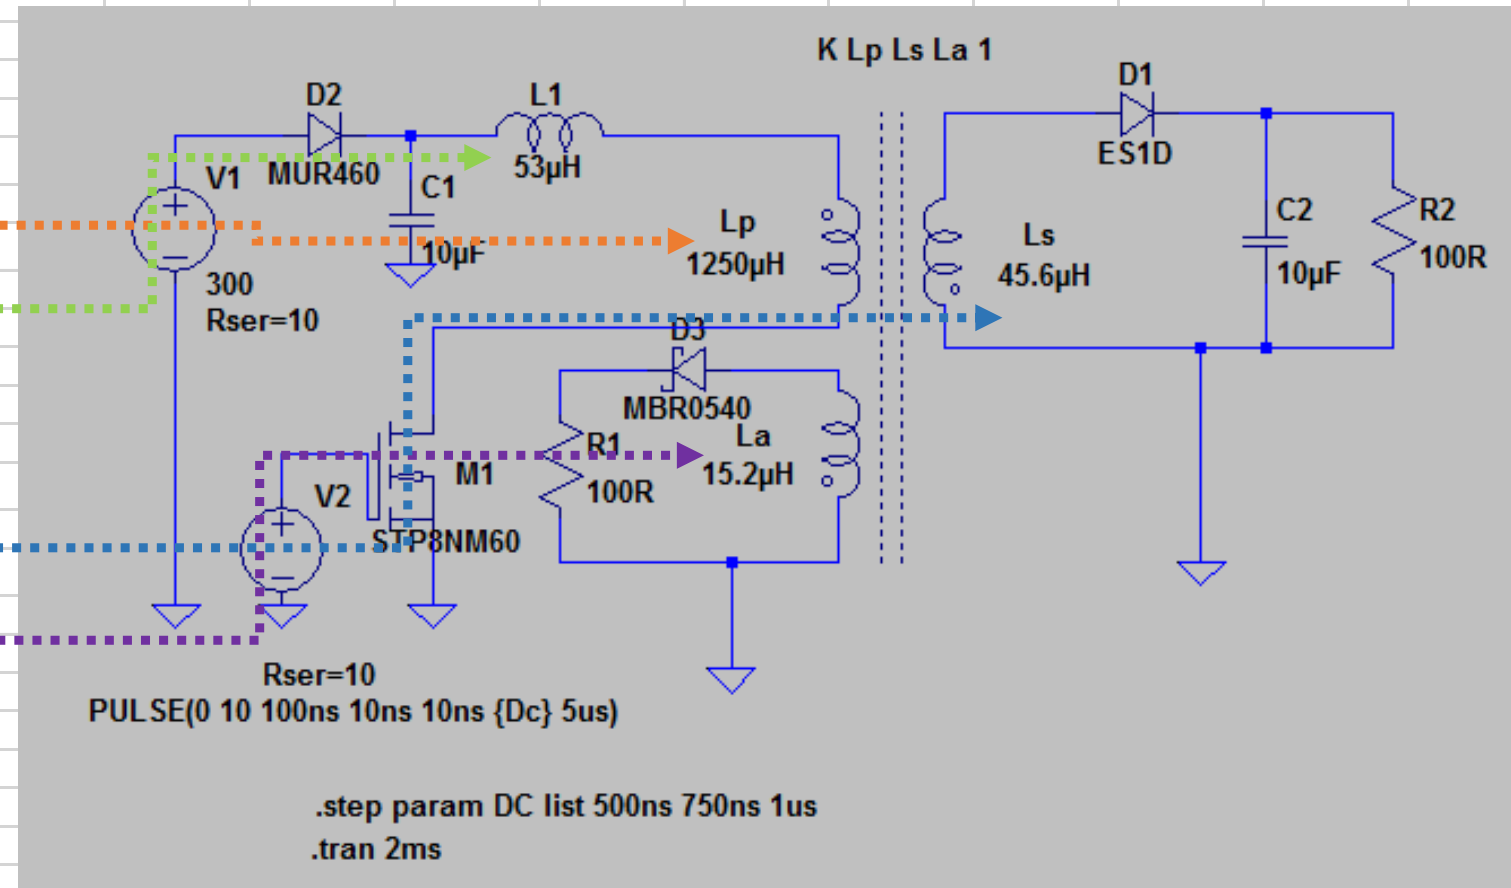 K Lp Ls La 1
D2
L1
D1
MUR460
53µH
ES1D
V1
C1
10µF
Lp
1250µH
Ls
45.6µH
C2
10µF
R2
100R
300
Rser=10
D3
MBR0540
R1
100R
La
15.2µH
V2
M1
STP8NM60
Rser=10
PULSE(0 10 100ns 10ns 10ns {Dc} 5us)
.step param DC list 500ns 750ns 1us
.tran 2ms